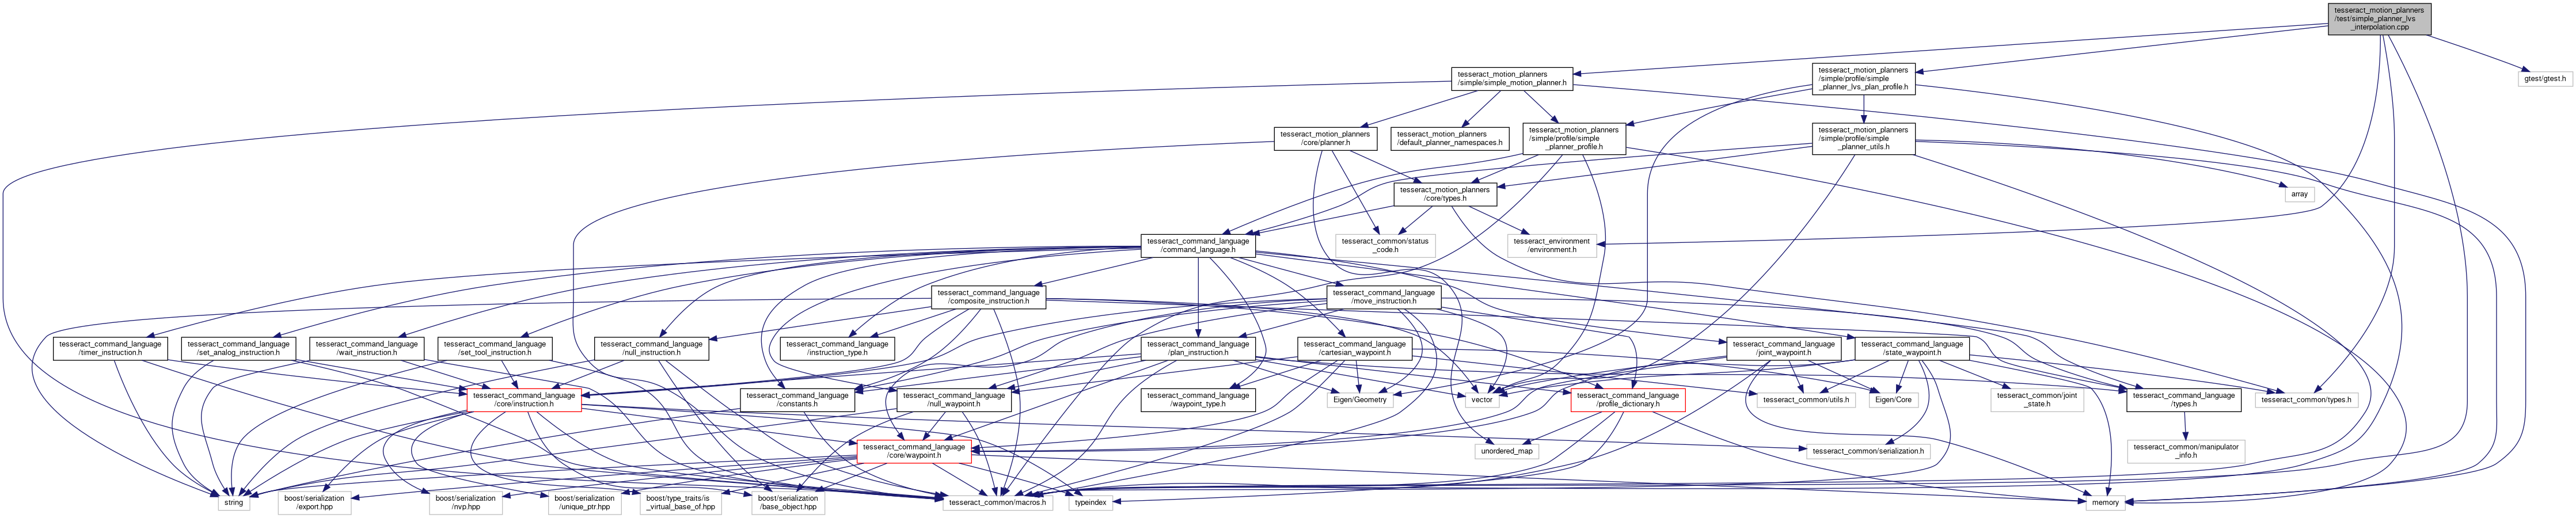 tesseract_motion_planners
/test/simple_planner_lvs
_interpolation.cpp
tesseract_motion_planners
/simple/simple_motion_planner.h
tesseract_motion_planners
/simple/profile/simple
_planner_lvs_plan_profile.h
gtest/gtest.h
tesseract_motion_planners
/core/planner.h
tesseract_motion_planners
/default_planner_namespaces.h
tesseract_motion_planners
/simple/profile/simple
_planner_profile.h
tesseract_motion_planners
/simple/profile/simple
_planner_utils.h
tesseract_motion_planners
/core/types.h
array
tesseract_command_language
/command_language.h
tesseract_common/status
_code.h
tesseract_environment
/environment.h
tesseract_command_language
/composite_instruction.h
tesseract_command_language
/move_instruction.h
tesseract_command_language
/timer_instruction.h
tesseract_command_language
/set_analog_instruction.h
tesseract_command_language
/wait_instruction.h
tesseract_command_language
/set_tool_instruction.h
tesseract_command_language
/null_instruction.h
tesseract_command_language
/instruction_type.h
tesseract_command_language
/plan_instruction.h
tesseract_command_language
/cartesian_waypoint.h
tesseract_command_language
/joint_waypoint.h
tesseract_command_language
/state_waypoint.h
tesseract_command_language
/core/instruction.h
tesseract_command_language
/constants.h
tesseract_command_language
/null_waypoint.h
tesseract_command_language
/waypoint_type.h
Eigen/Geometry
vector
tesseract_command_language
/profile_dictionary.h
tesseract_common/utils.h
Eigen/Core
tesseract_common/joint
_state.h
tesseract_command_language
/types.h
tesseract_common/types.h
tesseract_command_language
/core/waypoint.h
unordered_map
tesseract_common/serialization.h
tesseract_common/manipulator
_info.h
string
boost/serialization
/export.hpp
boost/serialization
/nvp.hpp
boost/serialization
/unique_ptr.hpp
boost/type_traits/is
_virtual_base_of.hpp
boost/serialization
/base_object.hpp
tesseract_common/macros.h
typeindex
memory